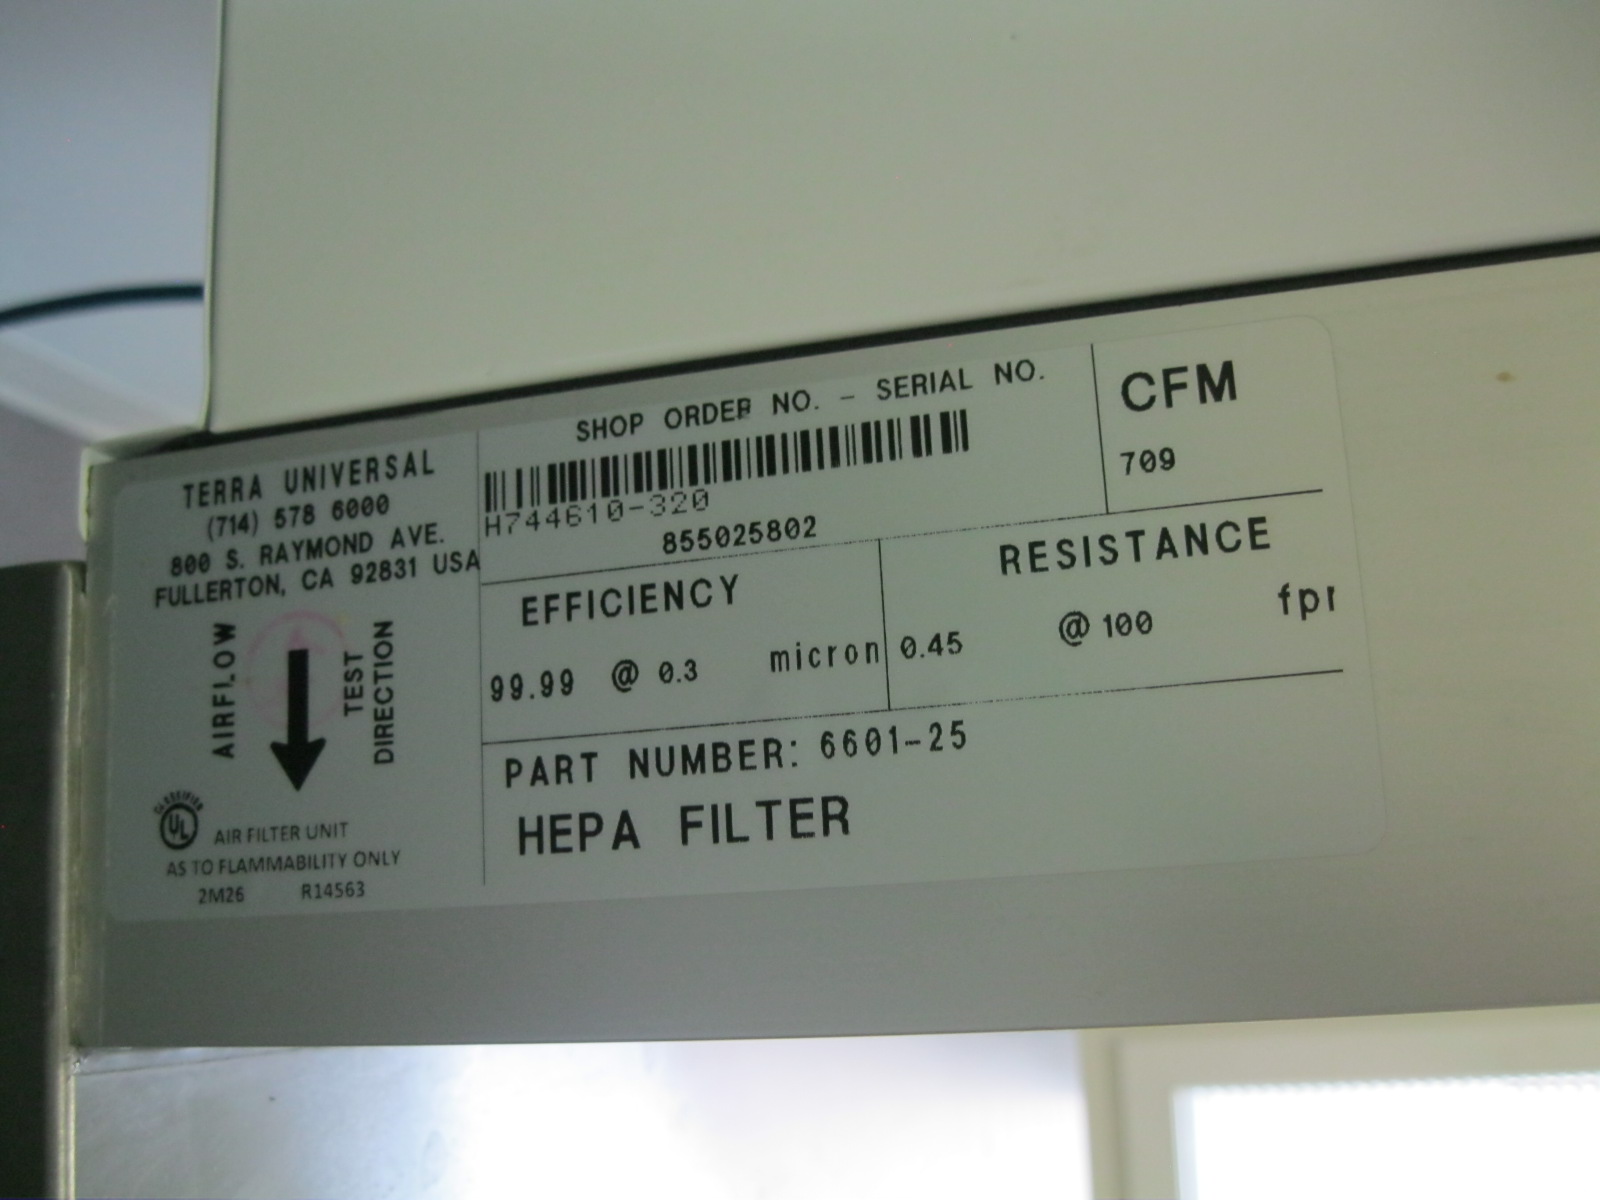 TERRA UNIVERSAL
(714) 578 6000
800 S. RAYMOND AVE.
FULLERTON, CA 92831 USA
AIRFLOW
TEST
DIRECTION
CLASSIFIED
UL
AIR FILTER UNIT
AS TO FLAMMABILITY ONLY
2M26 R14563
SHOP ORDER NO. - SERIAL NO.
H744610-320
855025802
CFM
709
EFFICIENCY
99.99 @ 0.3 micron
RESISTANCE
0.45 @ 100
PART NUMBER: 6601-25
HEPA FILTER